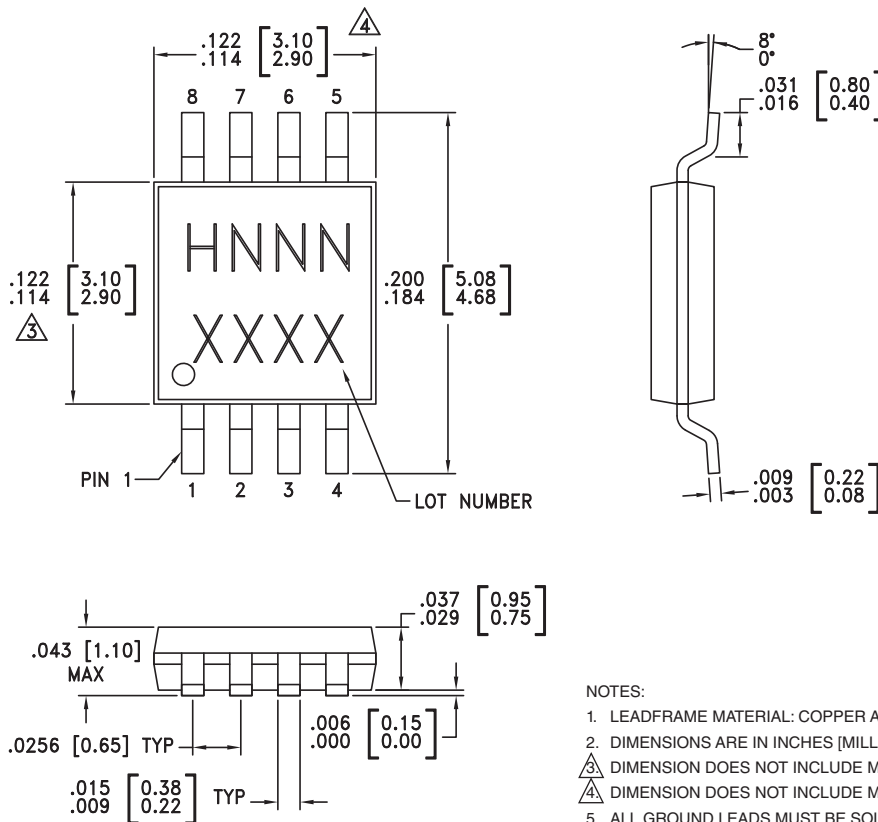 .122 [3.10]
.114 [2.90]
4
8 7 6 5
8°
0°
.031 [0.80]
.016 [0.40]
.122 [3.10]
.114 [2.90]
3
HNNN
XXXX
.200 [5.08]
.184 [4.68]
PIN 1
1 2 3 4
LOT NUMBER
.009 [0.22]
.003 [0.08]
.043 [1.10]
MAX
.037 [0.95]
.029 [0.75]
.0256 [0.65] TYP
.006 [0.15]
.000 [0.00]
.015 [0.38]
.009 [0.22]
TYP
NOTES:
1. LEADFRAME MATERIAL: COPPER A
2. DIMENSIONS ARE IN INCHES [MILL
3. DIMENSION DOES NOT INCLUDE M
4. DIMENSION DOES NOT INCLUDE M
5. ALL GROUND LEADS MUST BE SOL